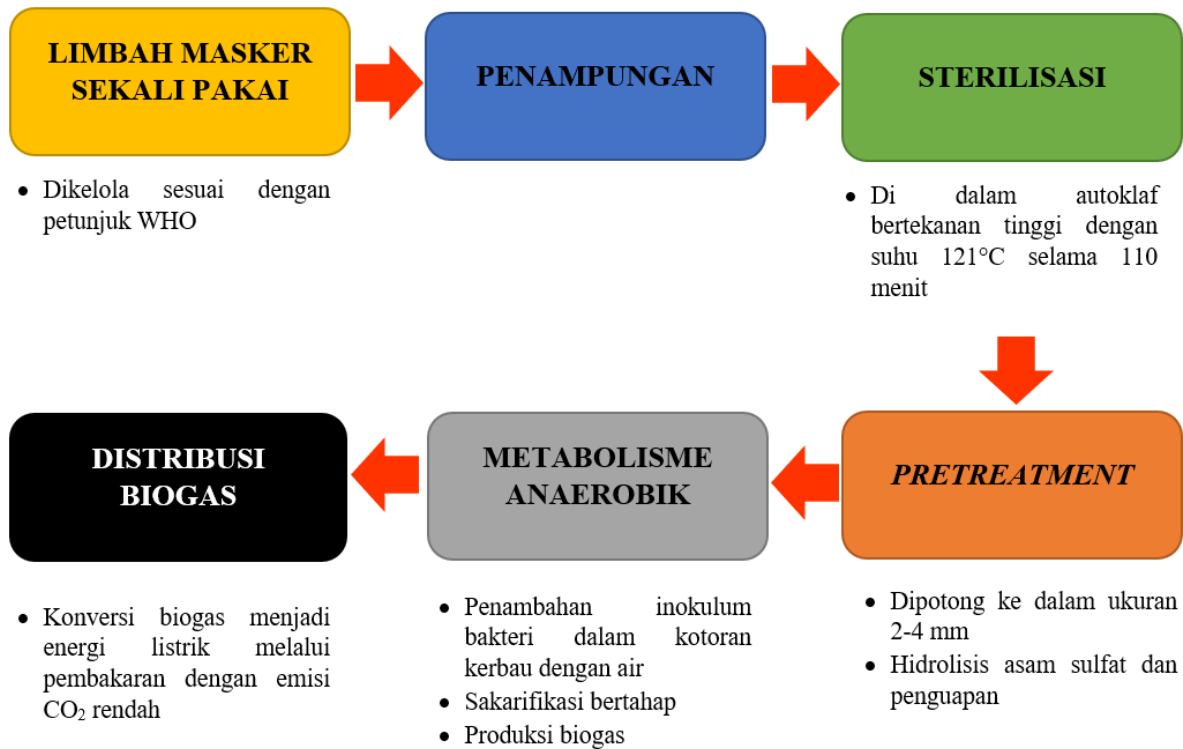 LIMBAH MASKER
SEKALI PAKAI
PENAMPUNGAN
STERILISASI
• Dikelola sesuai dengan
petunjuk WHO
• Di dalam autoklaf
bertekanan tinggi dengan
suhu 121°C selama 110
menit
DISTRIBUSI
BIOGAS
METABOLISME
ANAEROBIK
PRETREATMENT
• Konversi biogas menjadi
energi listrik melalui
pembakaran dengan emisi
CO₂ rendah
• Penambahan inokulum
bakteri dalam kotoran
kerbau dengan air
• Sakarifikasi bertahap
• Produksi biogas
• Dipotong ke dalam ukuran
2-4 mm
• Hidrolisis asam sulfat dan
penguapan